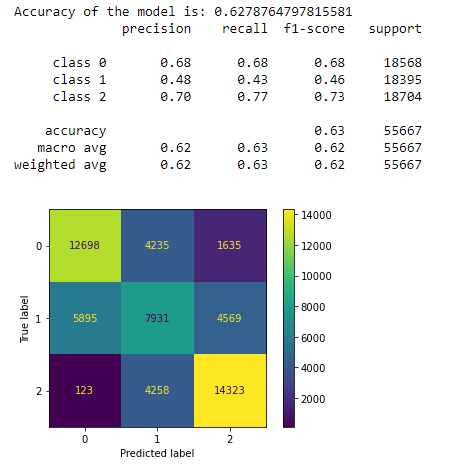 Accuracy of the model is: 0.6278764797815581
precision recall f1-score support
class 0 0.68 0.68 0.68 18568
class 1 0.48 0.43 0.46 18395
class 2 0.70 0.77 0.73 18704
accuracy 0.63 55667
macro avg 0.62 0.63 0.62 55667
weighted avg 0.62 0.63 0.62 55667
14000
0 12698 4235 1635
12000
10000
True label
1 5895 7931 4569
8000
6000
4000
2 123 4258 14323
2000
0 1 2
Predicted label